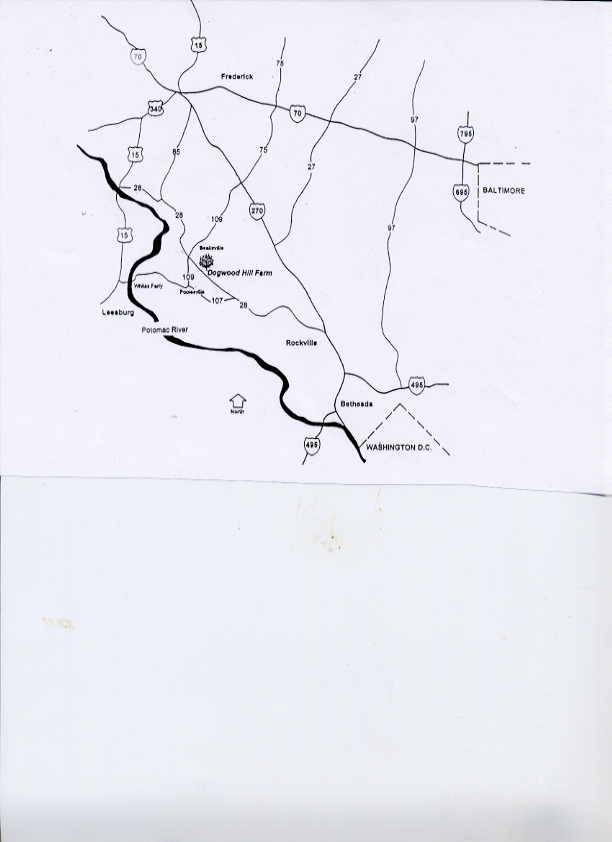 15
70
75
27
Frederick
340
70
97
795
15
85
75
27
BALTIMORE
28
695
28
109
270
15
97
Beallsville
Dogwood Hill Farm
109
Whites Ferry
Poolesville
107
28
Leesburg
Potomac River
Rockville
495
North
Bethesda
495
WASHINGTON D.C.